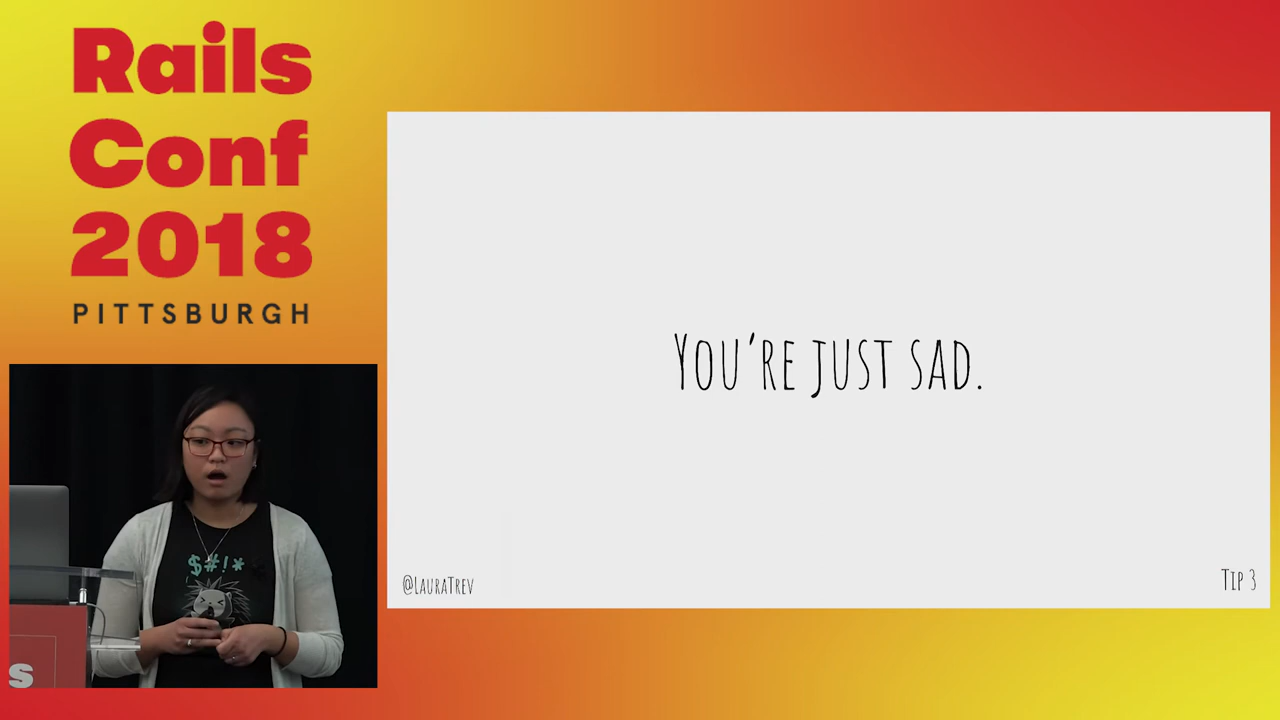 Rails
Conf
2018
PITTSBURGH
You're just sad.
@LauraTrev
Tip 3
$#!*
s